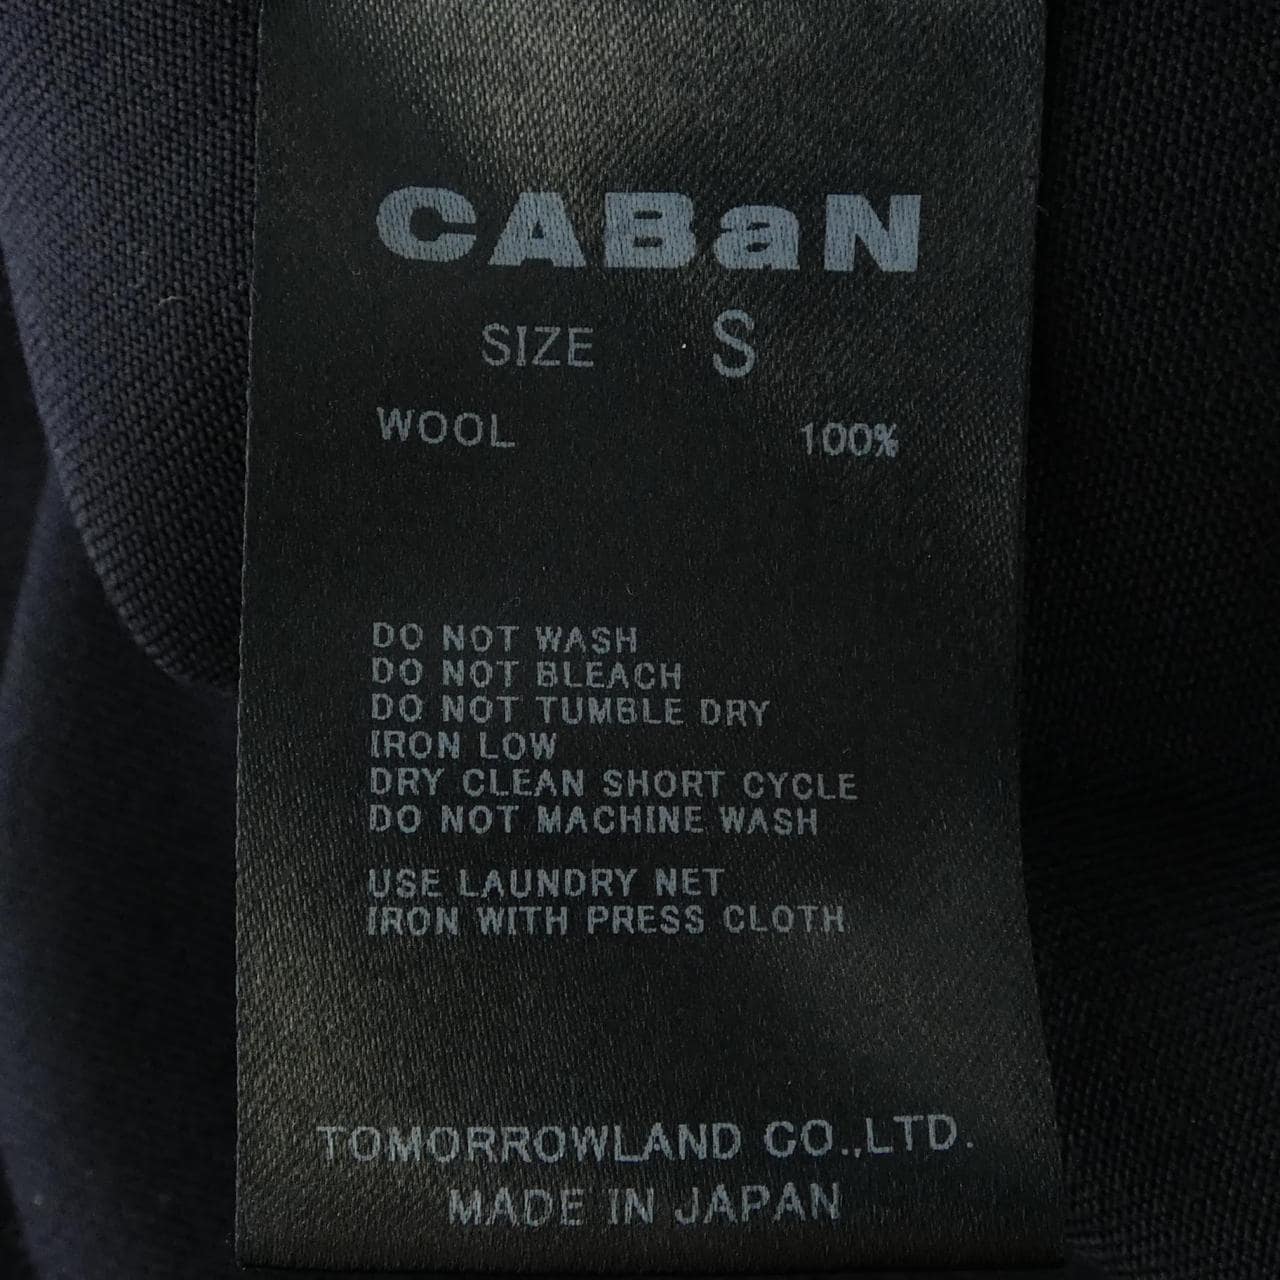 CABaN
SIZE S
WOOL 100%
DO NOT WASH
DO NOT BLEACH
DO NOT TUMBLE DRY
IRON LOW
DRY CLEAN SHORT CYCLE
DO NOT MACHINE WASH
USE LAUNDRY NET
IRON WITH PRESS CLOTH
TOMORROWLAND CO.,LTD.
MADE IN JAPAN